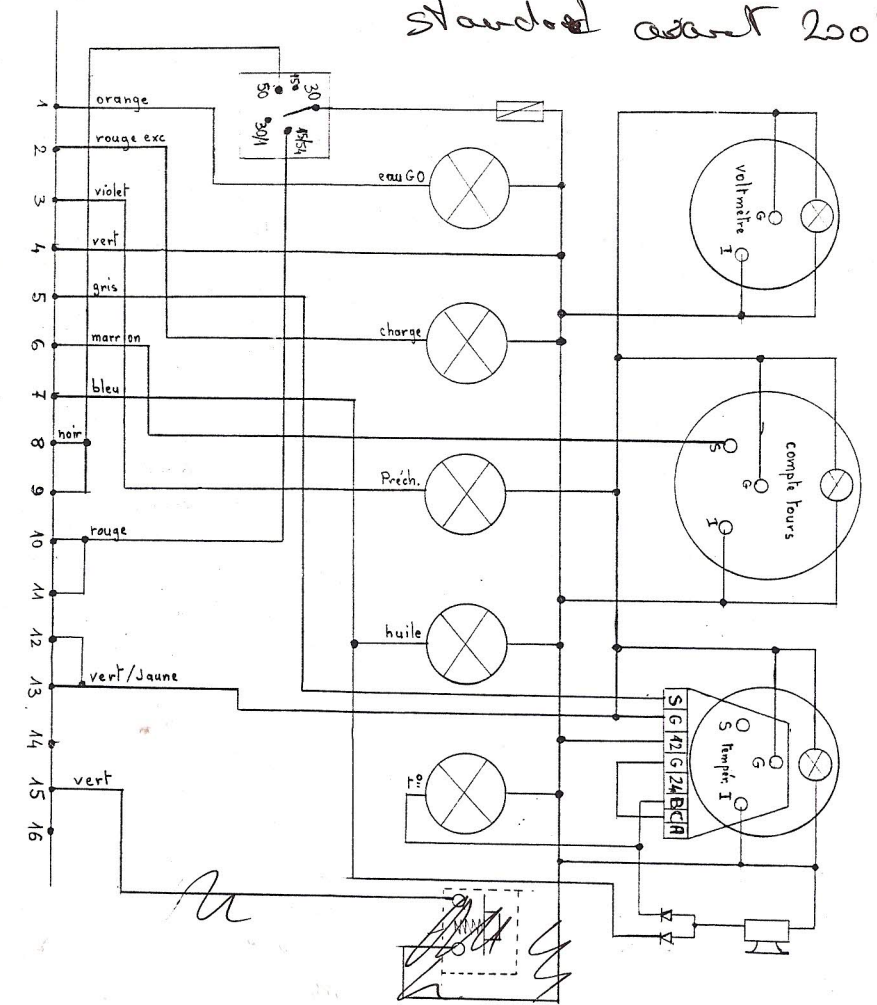 standard avant 200
50 15 30
30/1 15/54
1 orange
2 rouge exc
eau GO
3 violet
voltmètre G I
4 vert
5 gris
charge
6 marron
7 bleu
8 noir
S G I compte tours
9
Préch.
10 rouge
11
12
huile
13 vert/Jaune
S
G
12
G
24
B
C
A
S tempér. I G
14
15 vert
t°
16